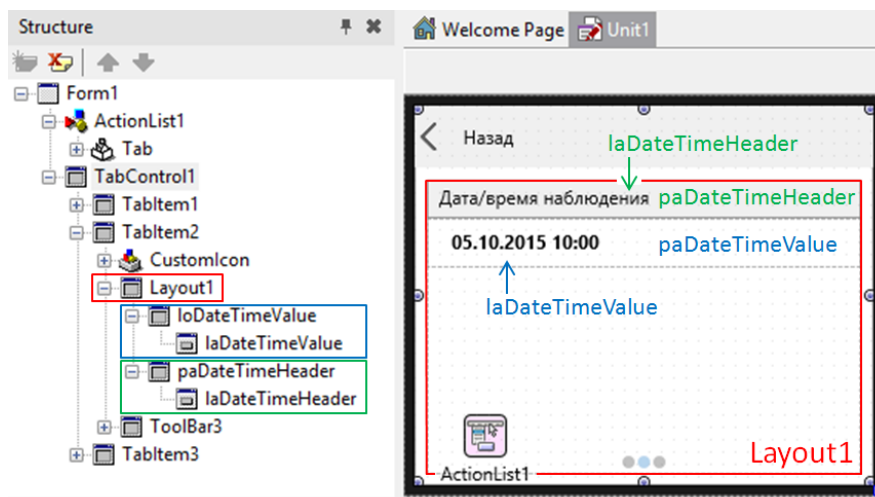 Structure
Form1
ActionList1
Tab
TabControl1
TabItem1
TabItem2
CustomIcon
Layout1
loDateTimeValue
laDateTimeValue
paDateTimeHeader
laDateTimeHeader
ToolBar3
TabItem3
Welcome Page Unit1
Назад
laDateTimeHeader
Дата/время наблюдения paDateTimeHeader
05.10.2015 10:00 paDateTimeValue
laDateTimeValue
Layout1
ActionList1